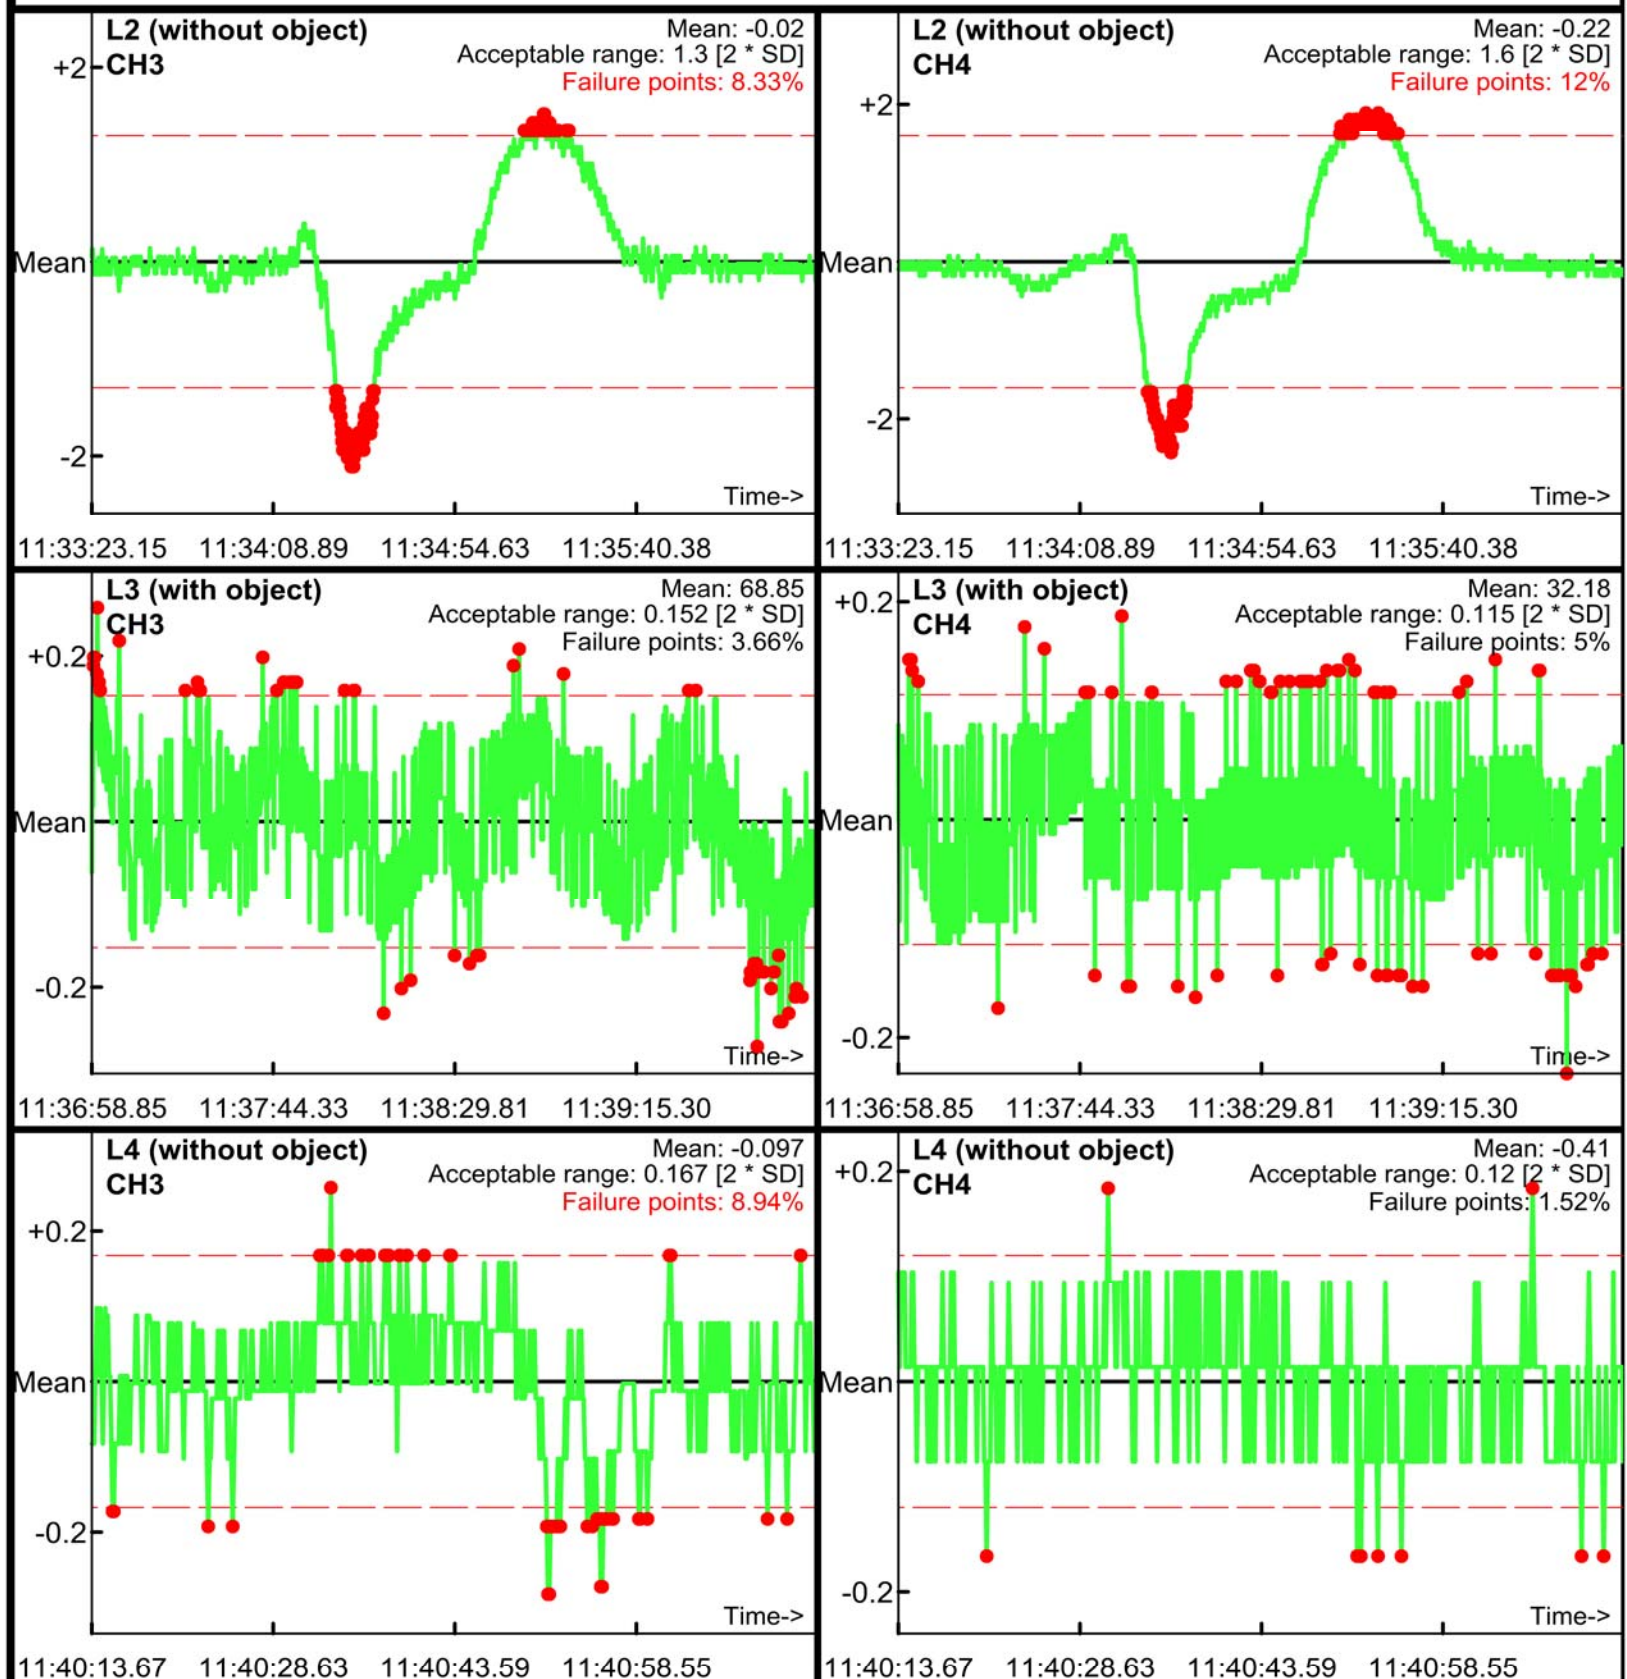 L2 (without object)
CH3
Mean: -0.02
Acceptable range: 1.3 [2 * SD]
Failure points: 8.33%
+2
Mean
-2
Time->
11:33:23.15 11:34:08.89 11:34:54.63 11:35:40.38
L2 (without object)
CH4
Mean: -0.22
Acceptable range: 1.6 [2 * SD]
Failure points: 12%
+2
Mean
-2
Time->
11:33:23.15 11:34:08.89 11:34:54.63 11:35:40.38
L3 (with object)
CH3
Mean: 68.85
Acceptable range: 0.152 [2 * SD]
Failure points: 3.66%
+0.2
Mean
-0.2
Time->
11:36:58.85 11:37:44.33 11:38:29.81 11:39:15.30
L3 (with object)
CH4
Mean: 32.18
Acceptable range: 0.115 [2 * SD]
Failure points: 5%
+0.2
Mean
-0.2
Time->
11:36:58.85 11:37:44.33 11:38:29.81 11:39:15.30
L4 (without object)
CH3
Mean: -0.097
Acceptable range: 0.167 [2 * SD]
Failure points: 8.94%
+0.2
Mean
-0.2
Time->
11:40:13.67 11:40:28.63 11:40:43.59 11:40:58.55
L4 (without object)
CH4
Mean: -0.41
Acceptable range: 0.12 [2 * SD]
Failure points: 1.52%
+0.2
Mean
-0.2
Time->
11:40:13.67 11:40:28.63 11:40:43.59 11:40:58.55